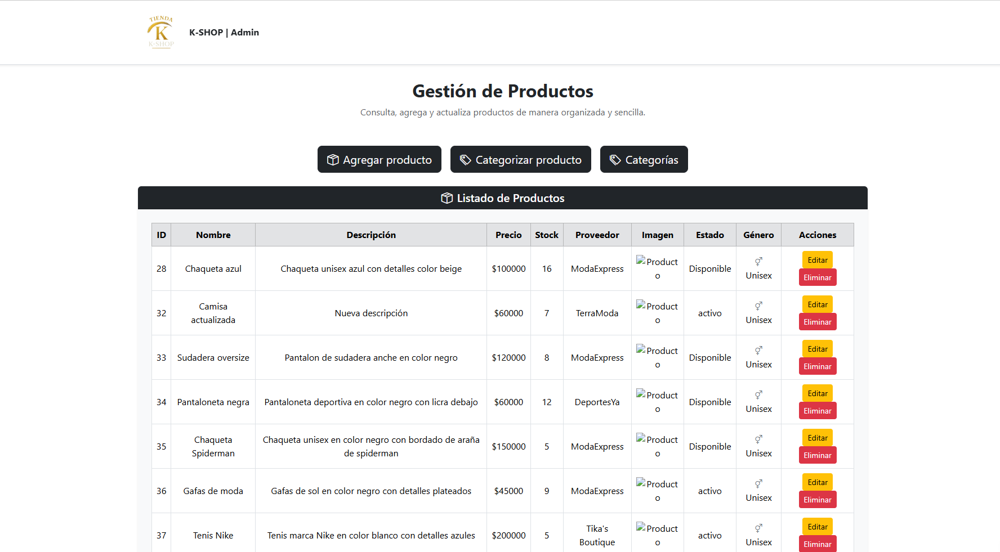 TIENDA
K
K-SHOP
K-SHOP | Admin
Gestión de Productos
Consulta, agrega y actualiza productos de manera organizada y sencilla.
Agregar producto
Categorizar producto
Categorías
Listado de Productos
ID Nombre Descripción Precio Stock Proveedor Imagen Estado Género Acciones
28 Chaqueta azul Chaqueta unisex azul con detalles color beige $100000 16 ModaExpress Producto Disponible Unisex Editar Eliminar
32 Camisa actualizada Nueva descripción $60000 7 TerraModa Producto activo Unisex Editar Eliminar
33 Sudadera oversize Pantalon de sudadera anche en color negro $120000 8 ModaExpress Producto Disponible Unisex Editar Eliminar
34 Pantaloneta negra Pantaloneta deportiva en color negro con licra debajo $60000 12 DeportesYa Producto Disponible Unisex Editar Eliminar
35 Chaqueta Spiderman Chaqueta unisex en color negro con bordado de araña de spiderman $150000 5 ModaExpress Producto Disponible Unisex Editar Eliminar
36 Gafas de moda Gafas de sol en color negro con detalles plateados $45000 9 ModaExpress Producto activo Unisex Editar Eliminar
37 Tenis Nike Tenis marca Nike en color blanco con detalles azules $200000 5 Tika's Boutique Producto activo Unisex Editar Eliminar